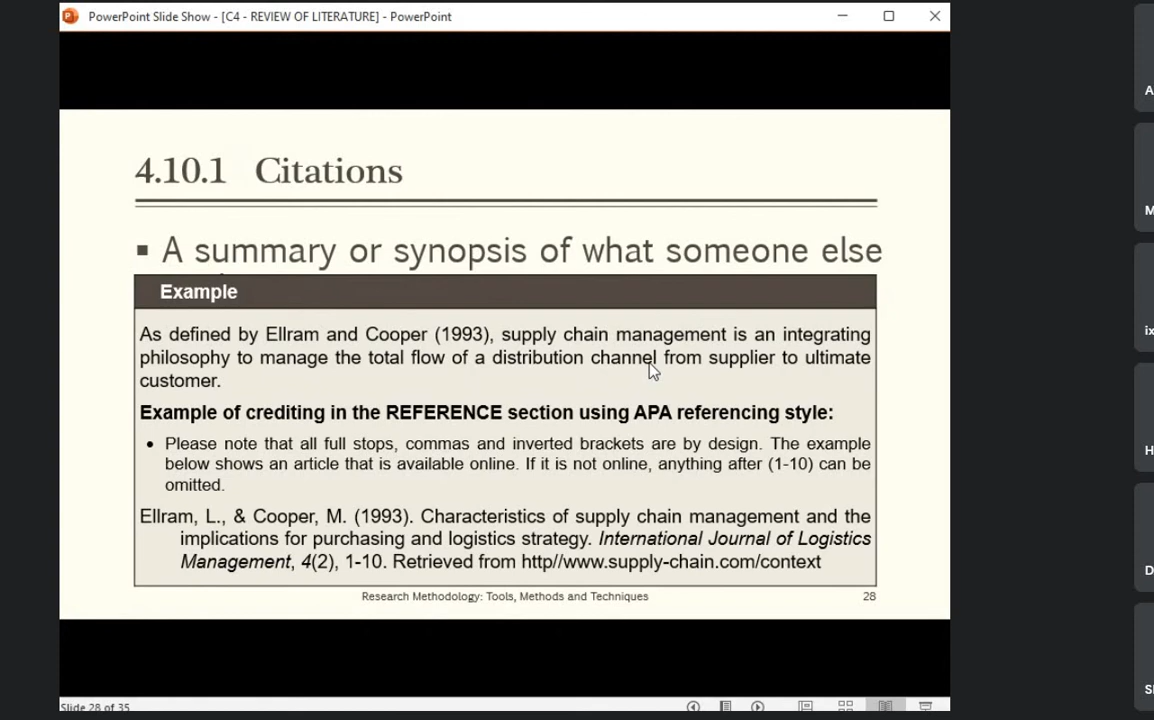 PowerPoint Slide Show - [C4 - REVIEW OF LITERATURE] - PowerPoint
A
4.10.1 Citations
M
▪ A summary or synopsis of what someone else
Example
As defined by Ellram and Cooper (1993), supply chain management is an integrating
ix
philosophy to manage the total flow of a distribution channel from supplier to ultimate
customer.
Example of crediting in the REFERENCE section using APA referencing style:
• Please note that all full stops, commas and inverted brackets are by design. The example
H
below shows an article that is available online. If it is not online, anything after (1-10) can be
omitted.
Ellram, L., & Cooper, M. (1993). Characteristics of supply chain management and the
implications for purchasing and logistics strategy. International Journal of Logistics
Management, 4(2), 1-10. Retrieved from http//www.supply-chain.com/context
D
Research Methodology: Tools, Methods and Techniques 28
Slide 28 of 35